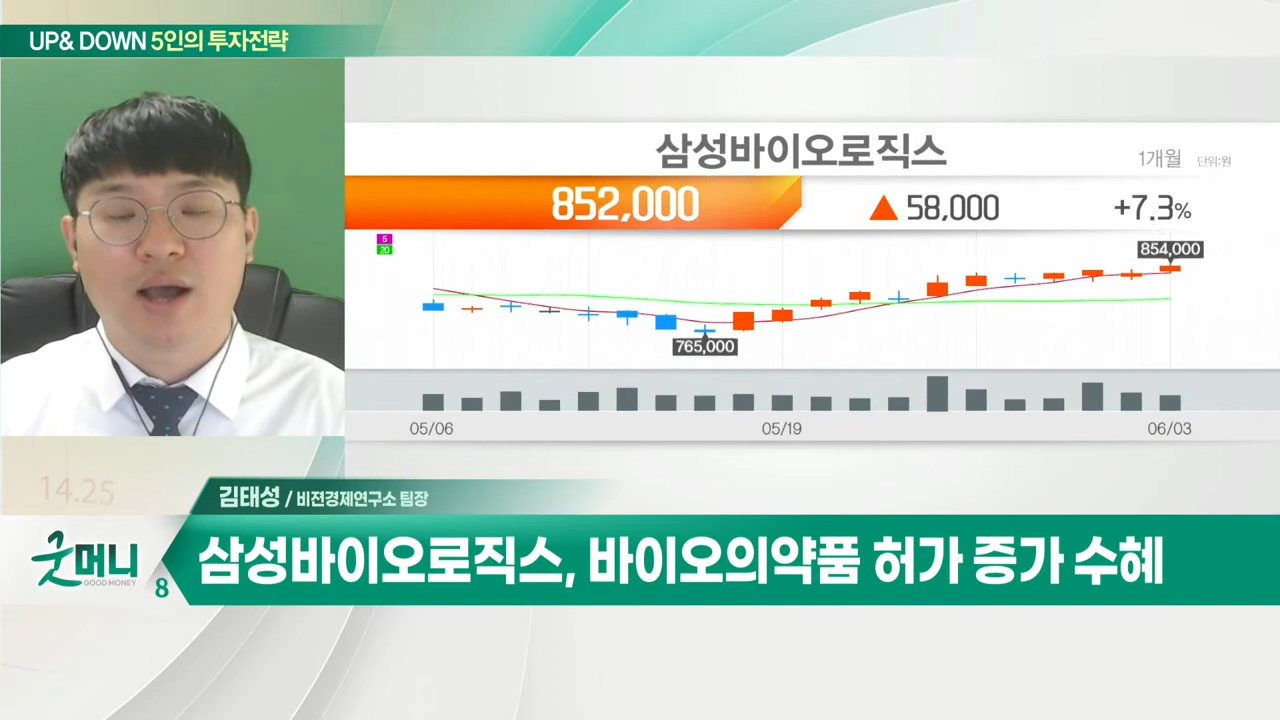 UP& DOWN 5인의 투자전략
삼성바이오로직스
1개월 단위:원
852,000 ▲ 58,000 +7.3%
5
20
854,000
765,000
05/06 05/19 06/03
14.25
김태성 / 비젼경제연구소 팀장
굿머니
GOOD MONEY
8
삼성바이오로직스, 바이오의약품 허가 증가 수혜